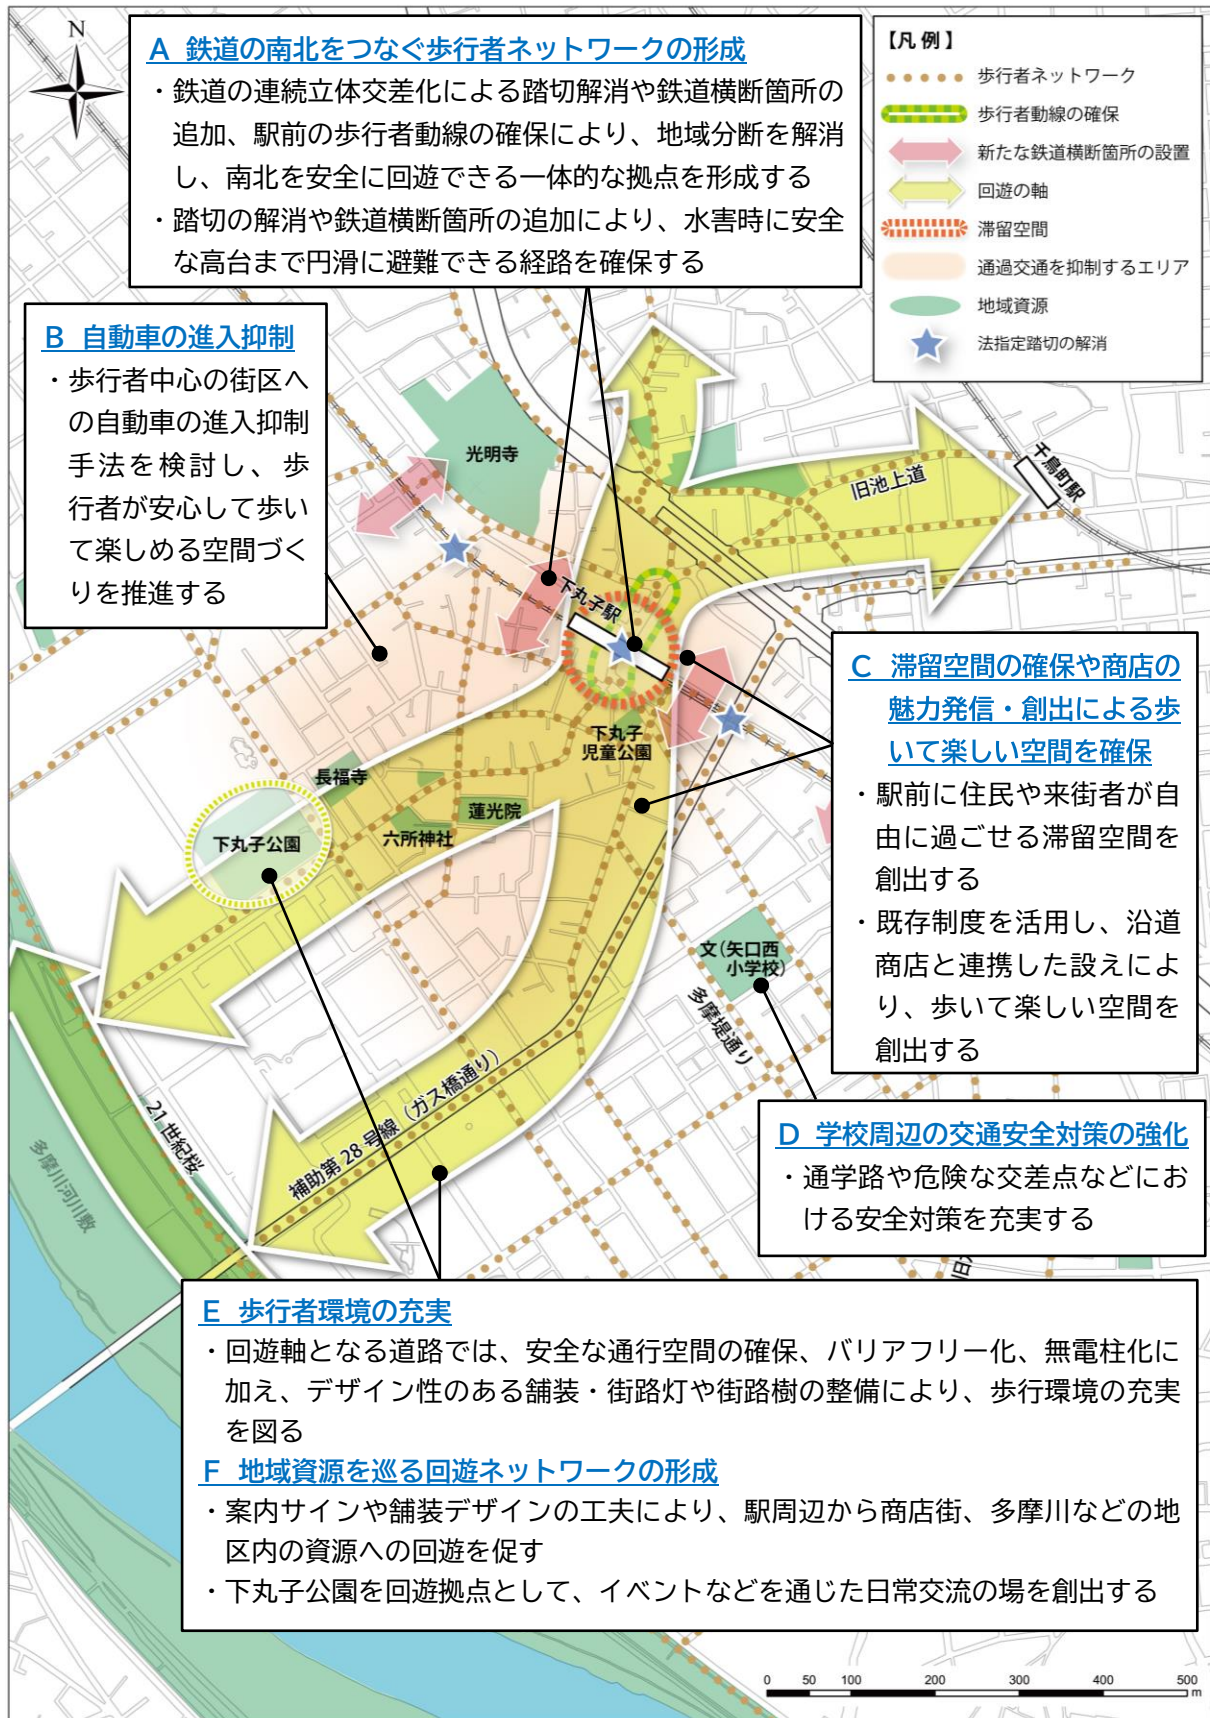 N
A 鉄道の南北をつなぐ歩行者ネットワークの形成
・鉄道の連続立体交差化による踏切解消や鉄道横断箇所の
追加、駅前の歩行者動線の確保により、地域分断を解消
し、南北を安全に回遊できる一体的な拠点を形成する
・踏切の解消や鉄道横断箇所の追加により、水害時に安全
な高台まで円滑に避難できる経路を確保する
【凡例】
歩行者ネットワーク
歩行者動線の確保
新たな鉄道横断箇所の設置
回遊の軸
滞留空間
通過交通を抑制するエリア
地域資源
法指定踏切の解消
B 自動車の進入抑制
・歩行者中心の街区へ
の自動車の進入抑制
手法を検討し、歩
行者が安心して歩い
て楽しめる空間づく
りを推進する
光明寺
旧池上道
千鳥町駅
下丸子駅
下丸子
児童公園
長福寺
蓮光院
六所神社
下丸子公園
C 滞留空間の確保や商店の
魅力発信・創出による歩
いて楽しい空間を確保
・駅前に住民や来街者が自
由に過ごせる滞留空間を
創出する
・既存制度を活用し、沿道
商店と連携した設えによ
り、歩いて楽しい空間を
創出する
文(矢口西
小学校)
多摩堤通り
21世紀桜
多摩川河川敷
補助第28号線(ガス橋通り)
D 学校周辺の交通安全対策の強化
・通学路や危険な交差点などにお
ける安全対策を充実する
E 歩行者環境の充実
・回遊軸となる道路では、安全な通行空間の確保、バリアフリー化、無電柱化に
加え、デザイン性のある舗装・街路灯や街路樹の整備により、歩行環境の充実
を図る
F 地域資源を巡る回遊ネットワークの形成
・案内サインや舗装デザインの工夫により、駅周辺から商店街、多摩川などの地
区内の資源への回遊を促す
・下丸子公園を回遊拠点として、イベントなどを通じた日常交流の場を創出する
0 50 100 200 300 400 500
m